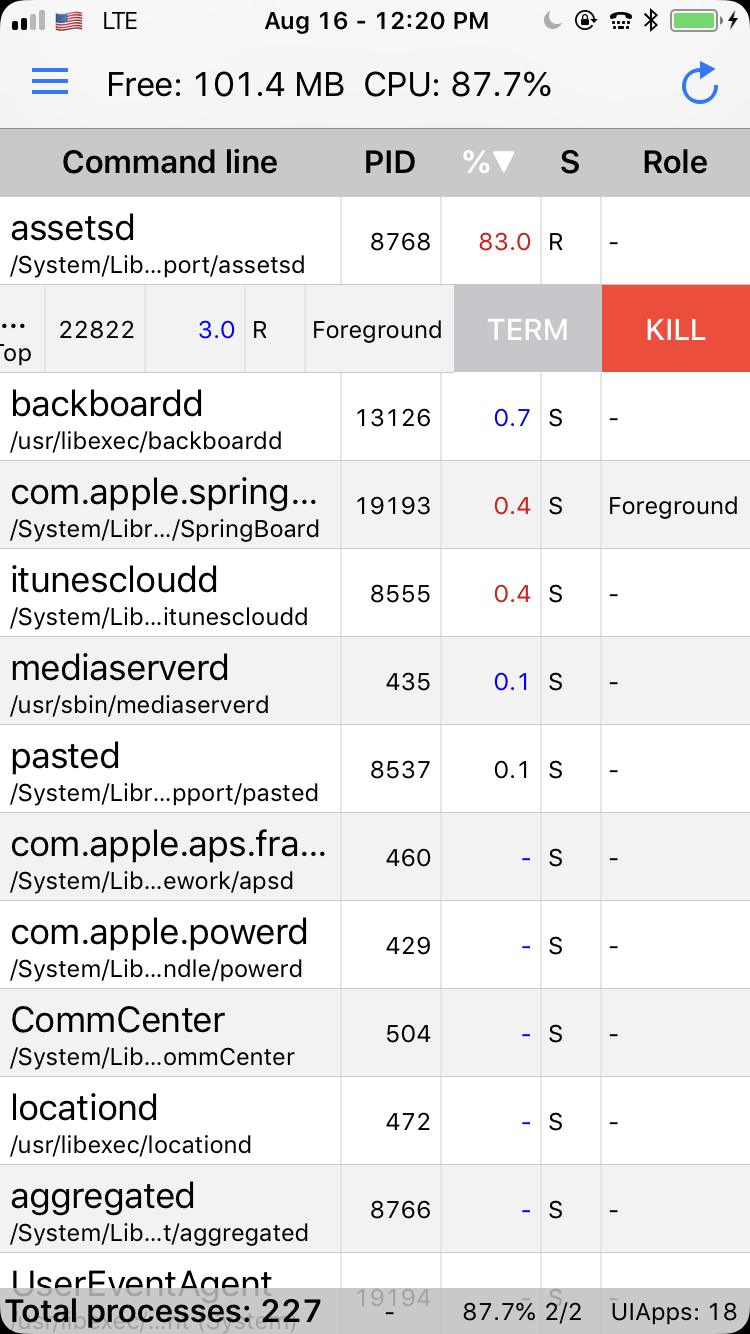 LTE Aug 16 - 12:20 PM
Free: 101.4 MB CPU: 87.7%
Command line PID %▼ S Role
assetsd
/System/Lib...port/assetsd 8768 83.0 R -
... 22822 3.0 R Foreground TERM KILL
Top
backboardd
/usr/libexec/backboardd 13126 0.7 S -
com.apple.spring...
/System/Libr.../SpringBoard 19193 0.4 S Foreground
itunescloudd
/System/Lib...itunescloudd 8555 0.4 S -
mediaserverd
/usr/sbin/mediaserverd 435 0.1 S -
pasted
/System/Libr...pport/pasted 8537 0.1 S -
com.apple.aps.fra...
/System/Lib...ework/apsd 460 - S -
com.apple.powerd
/System/Lib...ndle/powerd 429 - S -
CommCenter
/System/Lib...ommCenter 504 - S -
locationd
/usr/libexec/locationd 472 - S -
aggregated
/System/Lib...t/aggregated 8766 - S -
UserEventAgent 19194 - S -
Total processes: 227 - 87.7% 2/2 UIApps: 18